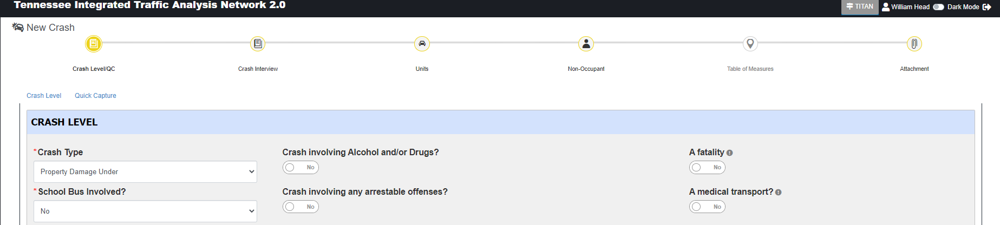 Tennessee Integrated Traffic Analysis Network 2.0
TITAN
William Head
Dark Mode
New Crash
Crash Level/QC
Crash Interview
Units
Non-Occupant
Table of Measures
Attachment
Crash Level
Quick Capture
CRASH LEVEL
*Crash Type
Crash involving Alcohol and/or Drugs?
A fatality
Property Damage Under
No
No
*School Bus Involved?
Crash involving any arrestable offenses?
A medical transport?
No
No
No